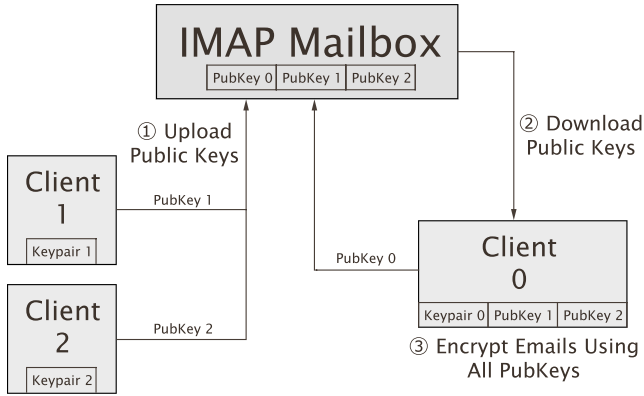 IMAP Mailbox
PubKey 0 PubKey 1 PubKey 2
① Upload
Public Keys
② Download
Public Keys
Client
1
Keypair 1
PubKey 1
Client
2
Keypair 2
PubKey 2
PubKey 0
Client
0
Keypair 0 PubKey 1 PubKey 2
③ Encrypt Emails Using
All PubKeys